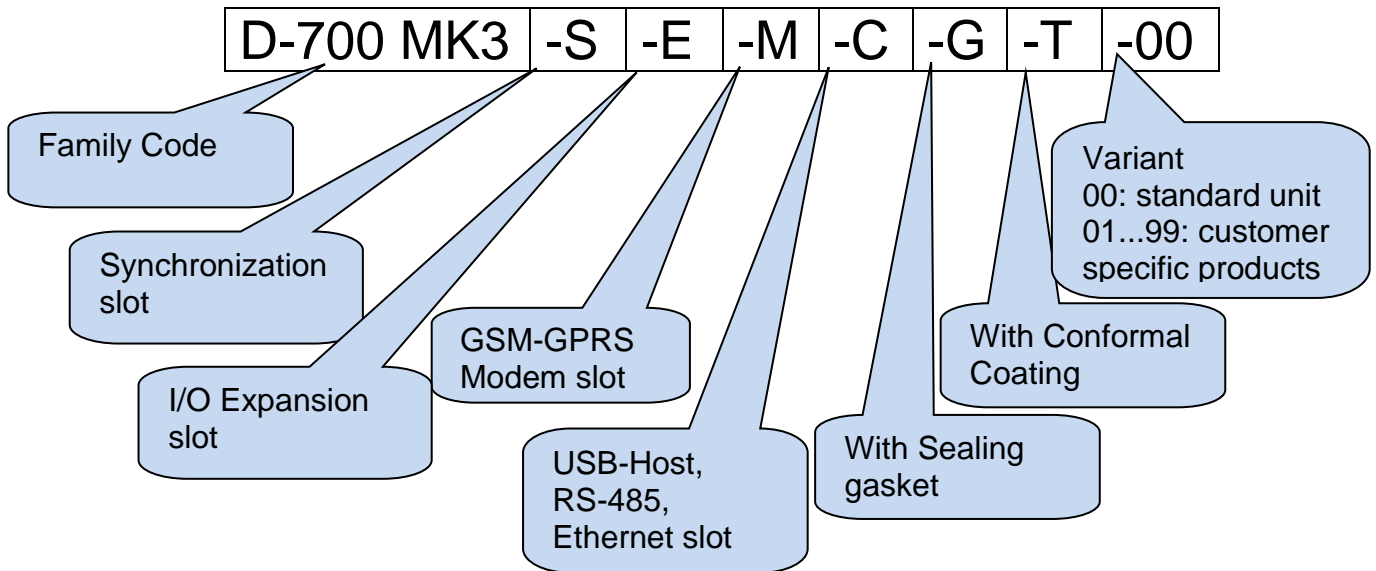 D-700 MK3 -S -E -M -C -G -T -00
Family Code
Variant
00: standard unit
01...99: customer
specific products
Synchronization
slot
GSM-GPRS
Modem slot
With Conformal
Coating
I/O Expansion
slot
With Sealing
gasket
USB-Host,
RS-485,
Ethernet slot